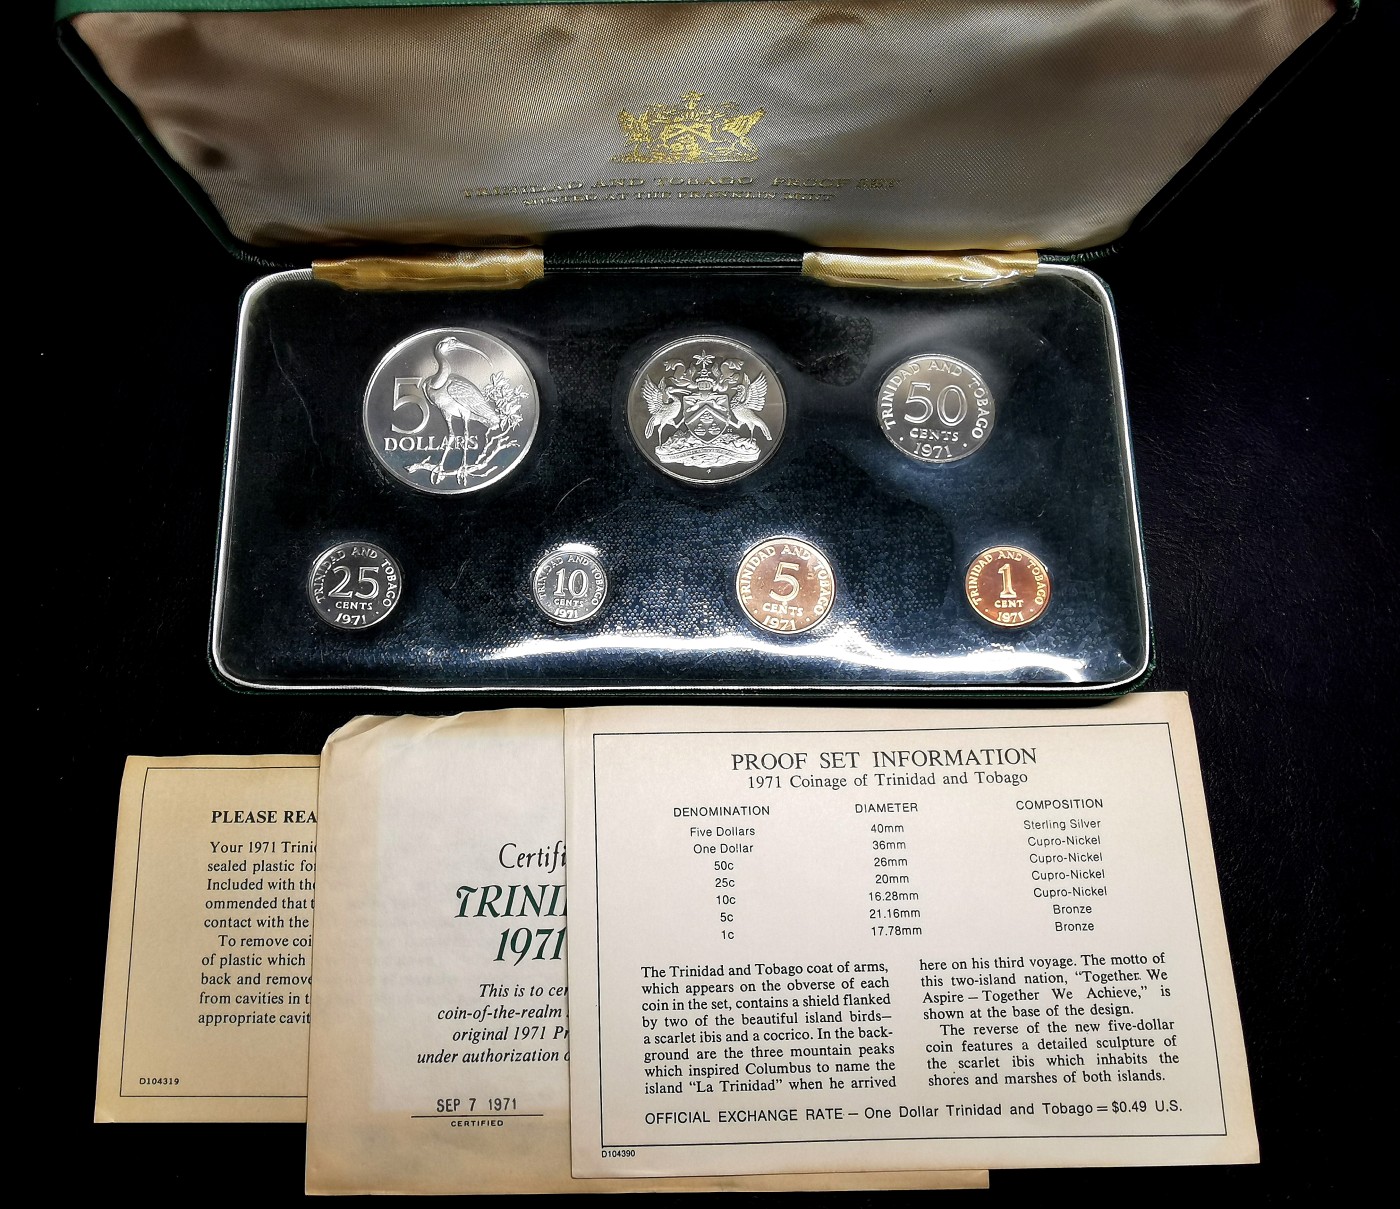 TRINIDAD AND TOBAGO PROOF SET
MINTED AT THE FRANKLIN MINT
5
DOLLARS
TRINIDAD AND TOBAGO
50
CENTS
1971
TRINIDAD AND TOBAGO
25
CENTS
1971
TRINIDAD AND TOBAGO
10
CENTS
1971
TRINIDAD AND TOBAGO
5
CENTS
1971
TRINIDAD AND TOBAGO
1
CENT
1971
PLEASE REA
Your 1971 Trini
sealed plastic fo
Included with th
ommended that t
contact with the
To remove coi
of plastic which
back and remove
from cavities in t
appropriate cavit
D104319
Certifi
TRINI
1971
This is to cer
coin-of-the-realm
original 1971 Pr
under authorization o
SEP 7 1971
CERTIFIED
PROOF SET INFORMATION
1971 Coinage of Trinidad and Tobago
DENOMINATION DIAMETER COMPOSITION
Five Dollars 40mm Sterling Silver
One Dollar 36mm Cupro-Nickel
50c 26mm Cupro-Nickel
25c 20mm Cupro-Nickel
10c 16.28mm Cupro-Nickel
5c 21.16mm Bronze
1c 17.78mm Bronze
The Trinidad and Tobago coat of arms,
which appears on the obverse of each
coin in the set, contains a shield flanked
by two of the beautiful island birds—
a scarlet ibis and a cocrico. In the back-
ground are the three mountain peaks
which inspired Columbus to name the
island “La Trinidad” when he arrived
here on his third voyage. The motto of
this two-island nation, “Together We
Aspire — Together We Achieve,” is
shown at the base of the design.
The reverse of the new five-dollar
coin features a detailed sculpture of
the scarlet ibis which inhabits the
shores and marshes of both islands.
OFFICIAL EXCHANGE RATE — One Dollar Trinidad and Tobago = $0.49 U.S.
D104390